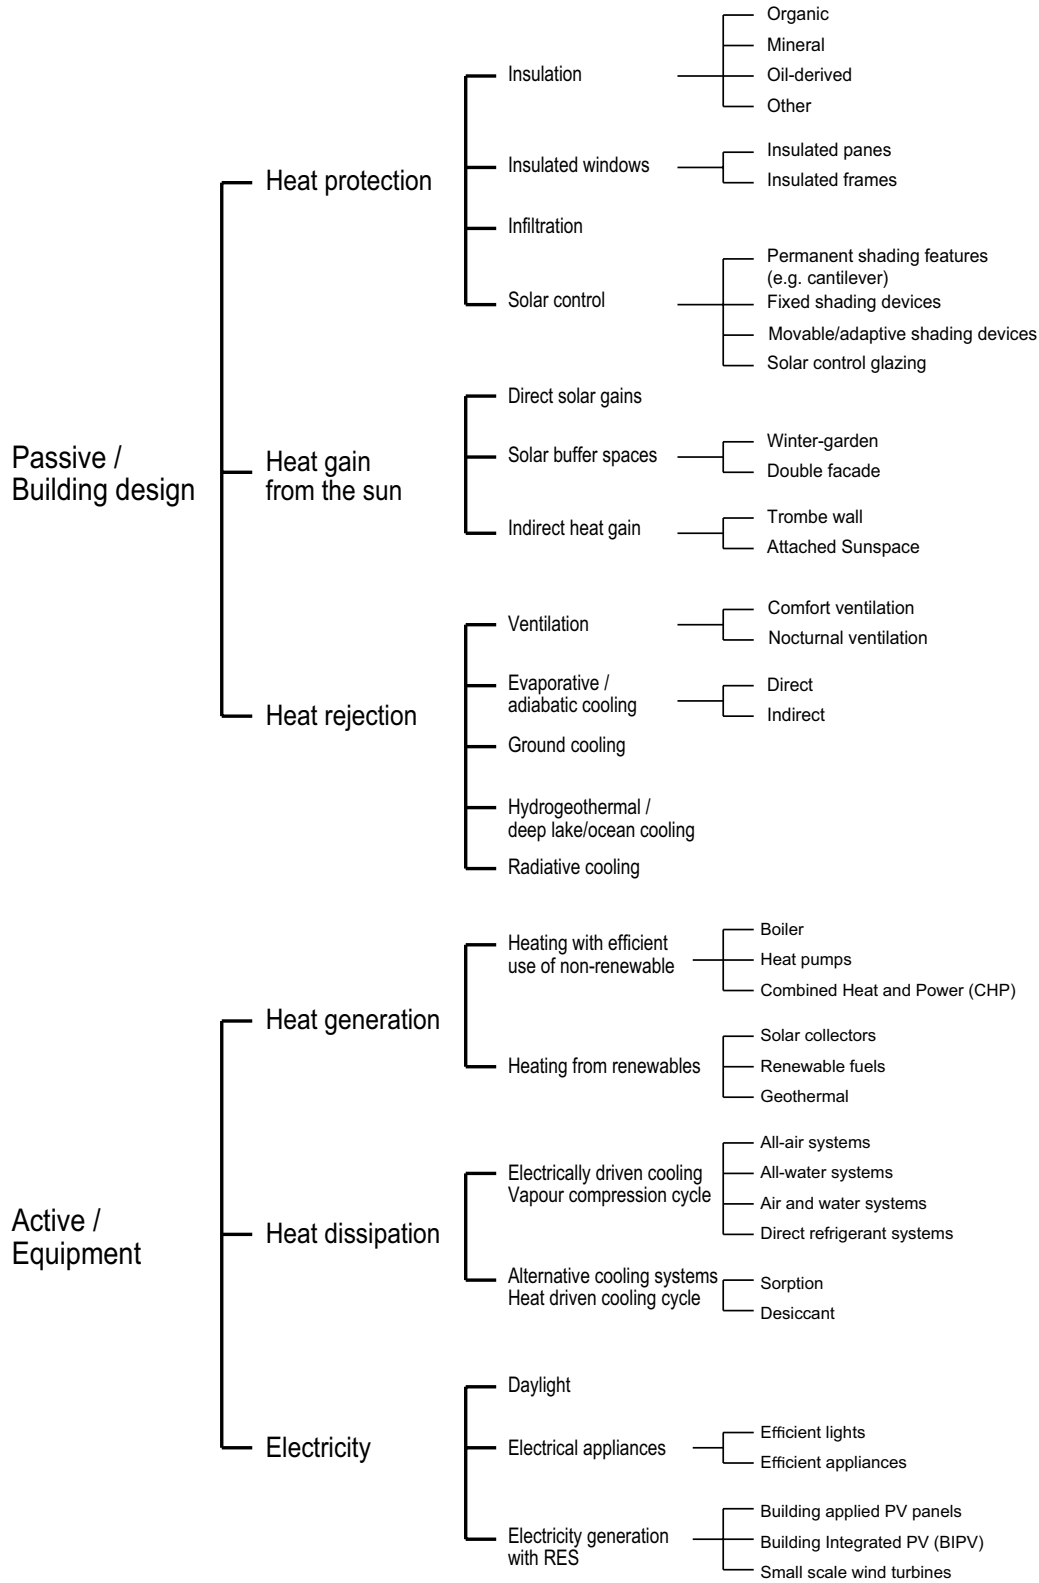 Passive /
Building design
Heat protection
Insulation
Organic
Mineral
Oil-derived
Other
Insulated windows
Insulated panes
Insulated frames
Infiltration
Solar control
Permanent shading features
(e.g. cantilever)
Fixed shading devices
Movable/adaptive shading devices
Solar control glazing
Heat gain
from the sun
Direct solar gains
Solar buffer spaces
Winter-garden
Double facade
Indirect heat gain
Trombe wall
Attached Sunspace
Heat rejection
Ventilation
Comfort ventilation
Nocturnal ventilation
Evaporative /
adiabatic cooling
Direct
Indirect
Ground cooling
Hydrogeothermal /
deep lake/ocean cooling
Radiative cooling
Active /
Equipment
Heat generation
Heating with efficient
use of non-renewable
Boiler
Heat pumps
Combined Heat and Power (CHP)
Heating from renewables
Solar collectors
Renewable fuels
Geothermal
Heat dissipation
Electrically driven cooling
Vapour compression cycle
All-air systems
All-water systems
Air and water systems
Direct refrigerant systems
Alternative cooling systems
Heat driven cooling cycle
Sorption
Desiccant
Electricity
Daylight
Electrical appliances
Efficient lights
Efficient appliances
Electricity generation
with RES
Building applied PV panels
Building Integrated PV (BIPV)
Small scale wind turbines